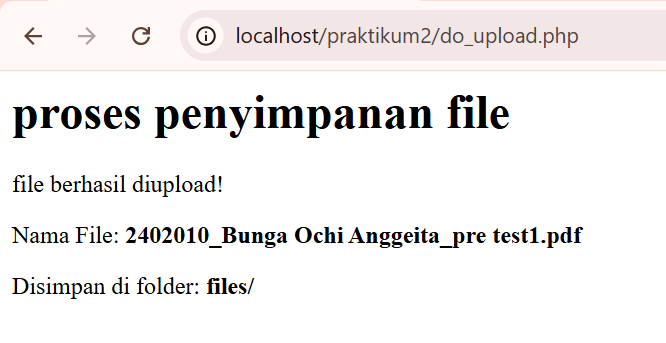 localhost/praktikum2/do_upload.php
proses penyimpanan file
file berhasil diupload!
Nama File: 2402010_Bunga Ochi Anggeita_pre test1.pdf
Disimpan di folder: files/